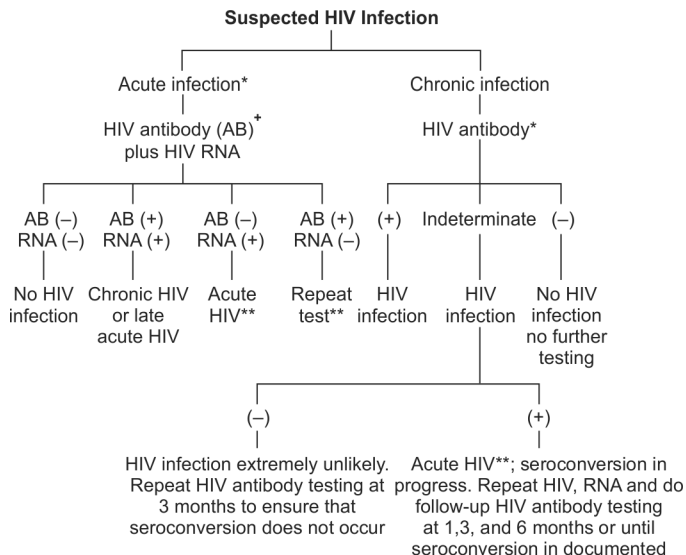 Suspected HIV Infection
Acute infection*
Chronic infection
HIV antibody (AB)+
plus HIV RNA
HIV antibody*
AB (–)
RNA (–)
AB (+)
RNA (+)
AB (–)
RNA (+)
AB (+)
RNA (–)
(+)
Indeterminate
(–)
No HIV
infection
Chronic HIV
or late
acute HIV
Acute
HIV**
Repeat
test**
HIV
infection
HIV
infection
No HIV
infection
no further
testing
(–)
(+)
HIV infection extremely unlikely.
Repeat HIV antibody testing at
3 months to ensure that
seroconversion does not occur
Acute HIV**; seroconversion in
progress. Repeat HIV, RNA and do
follow-up HIV antibody testing
at 1,3, and 6 months or until
seroconversion in documented